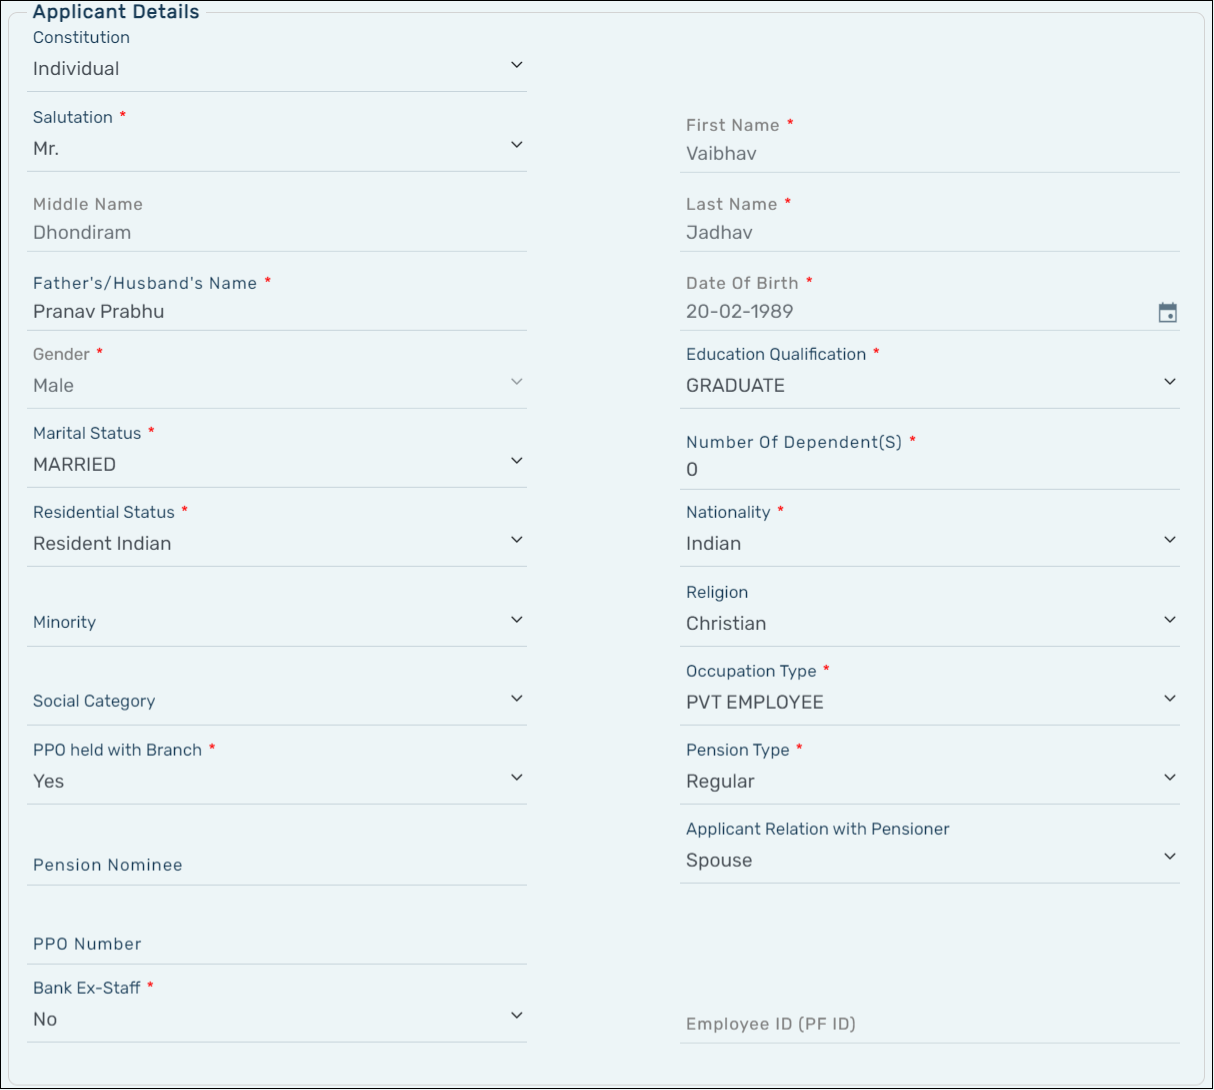 Applicant Details
Constitution
Individual
Salutation *
Mr.
First Name *
Vaibhav
Middle Name
Dhondiram
Last Name *
Jadhav
Father's/Husband's Name *
Pranav Prabhu
Date Of Birth *
20-02-1989
Gender *
Male
Education Qualification *
GRADUATE
Marital Status *
MARRIED
Number Of Dependent(S) *
0
Residential Status *
Resident Indian
Nationality *
Indian
Minority
Religion
Christian
Social Category
Occupation Type *
PVT EMPLOYEE
PPO held with Branch *
Yes
Pension Type *
Regular
Pension Nominee
Applicant Relation with Pensioner
Spouse
PPO Number
Bank Ex-Staff *
No
Employee ID (PF ID)